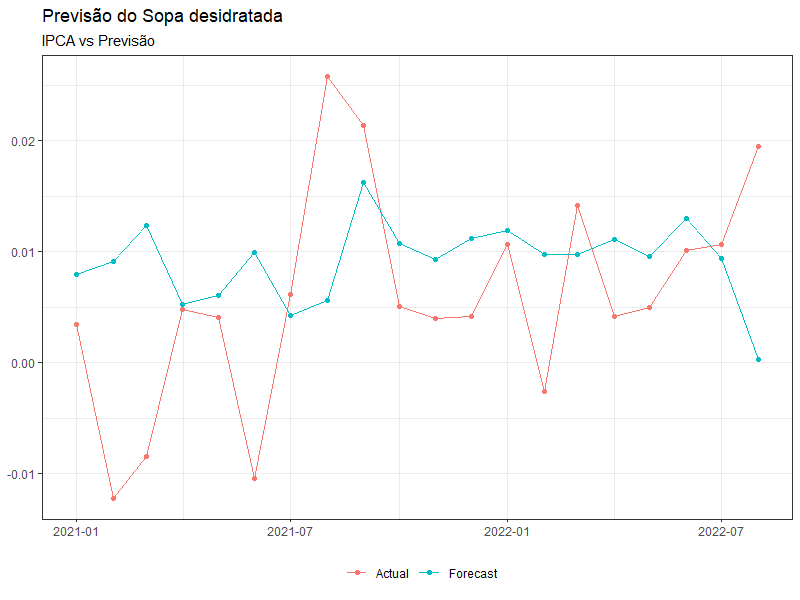 Previsão do Sopa desidratada
IPCA vs Previsão
0.02
0.01
0.00
-0.01
2021-01 2021-07 2022-01 2022-07
Actual Forecast